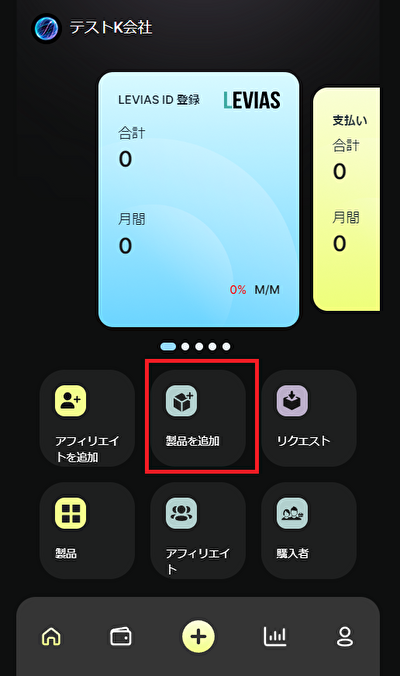 テストK会社
LEVIAS ID 登録
LEVIAS
合計
0
月間
0
0% M/M
支払い
合計
0
月間
0
アフィリエイ
トを追加
製品を追加
リクエスト
製品
アフィリエイ
ト
購入者